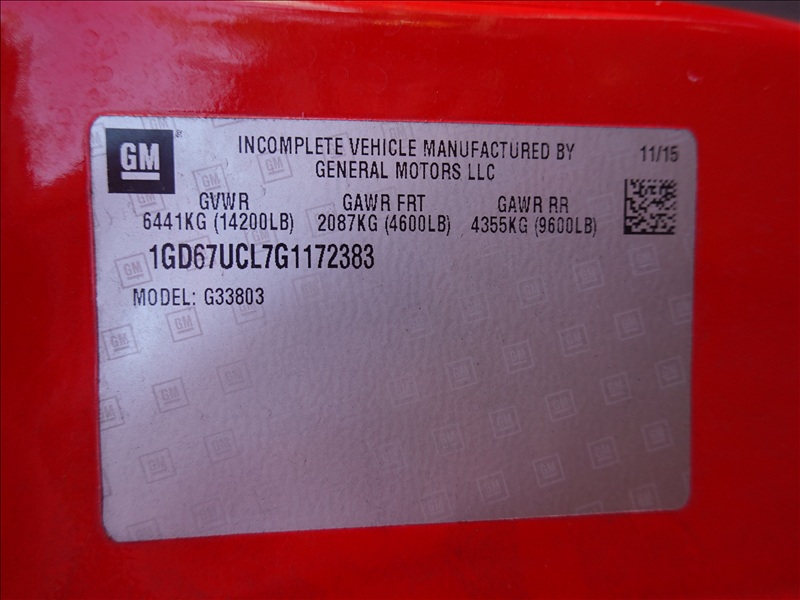 GM
INCOMPLETE VEHICLE MANUFACTURED BY
GENERAL MOTORS LLC
11/15
GVWR GAWR FRT GAWR RR
6441KG (14200LB) 2087KG (4600LB) 4355KG (9600LB)
1GD67UCL7G1172383
MODEL: G33803